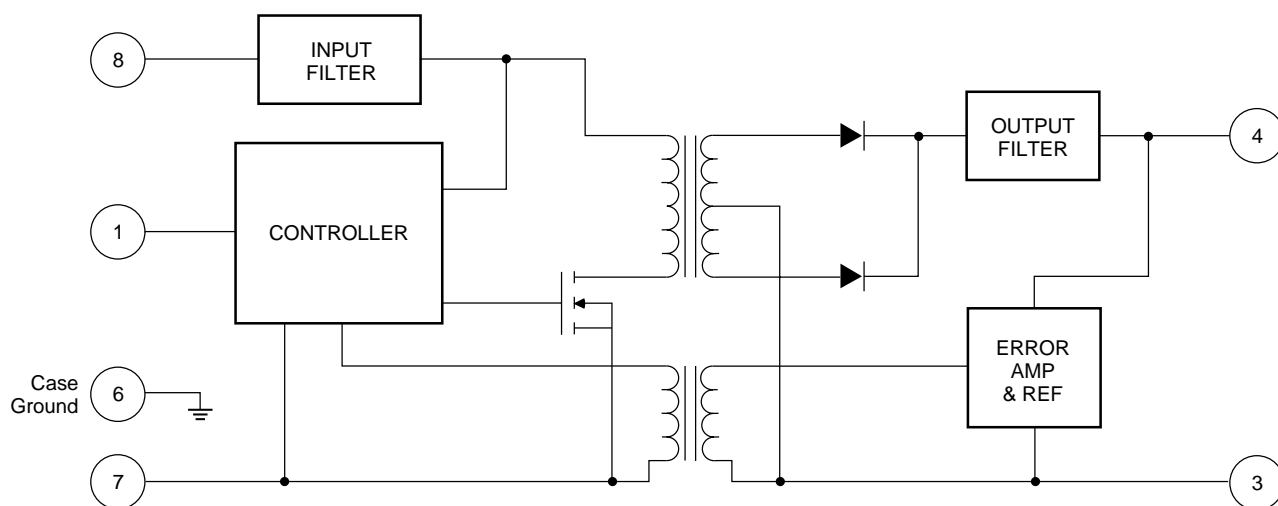 8
INPUT
FILTER
OUTPUT
FILTER
4
1
CONTROLLER
ERROR
AMP
& REF
Case
Ground
6
7
3